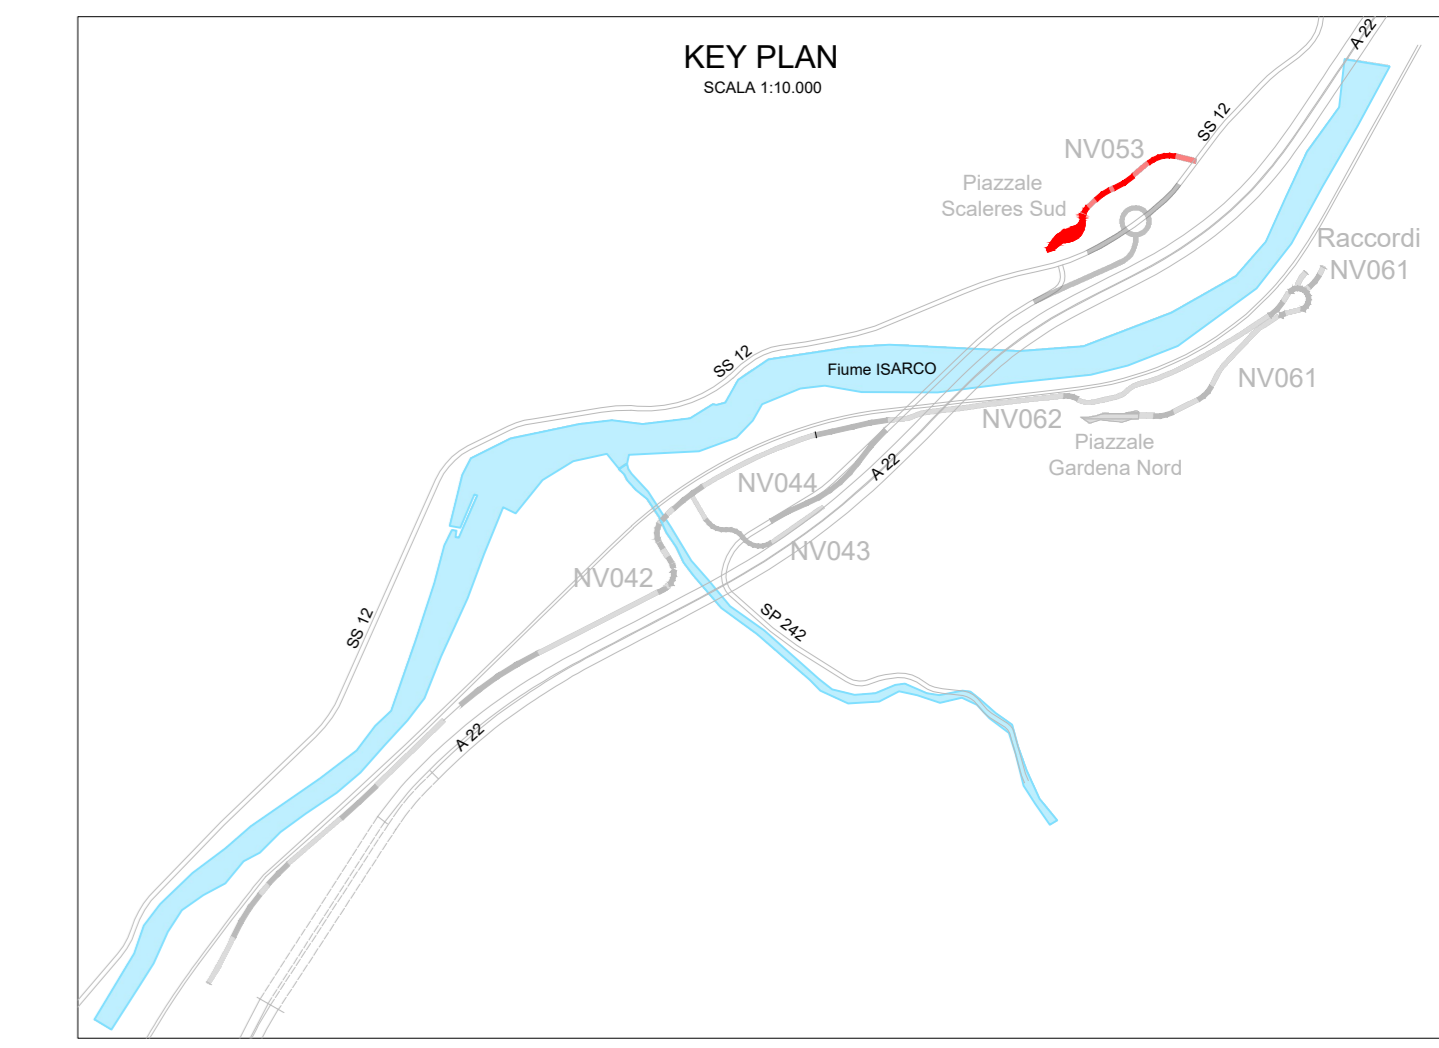 KEY PLAN
SCALA 1:10.000
A 22
SS 12
NV053
Piazzale
Scaleres Sud
Raccordi
NV061
SS 12
Fiume ISARCO
NV061
NV062
Piazzale
Gardena Nord
A 22
NV044
NV043
NV042
SS 12
SP 242
A 22